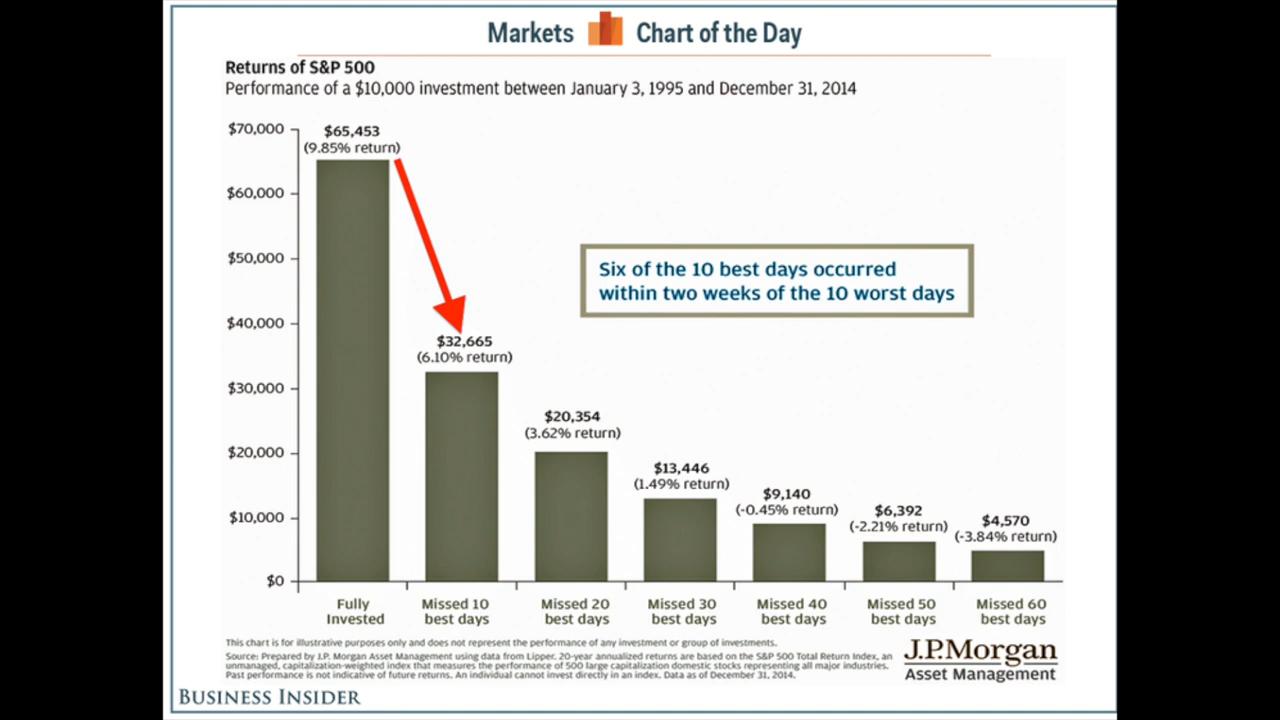 Markets Chart of the Day
Returns of S&P 500
Performance of a $10,000 investment between January 3, 1995 and December 31, 2014
$70,000
$60,000
$50,000
$40,000
$30,000
$20,000
$10,000
$0
$65,453
(9.85% return)
Six of the 10 best days occurred
within two weeks of the 10 worst days
$32,665
(6.10% return)
$20,354
(3.62% return)
$13,446
(1.49% return)
$9,140
(-0.45% return)
$6,392
(-2.21% return)
$4,570
(-3.84% return)
Fully
Invested
Missed 10
best days
Missed 20
best days
Missed 30
best days
Missed 40
best days
Missed 50
best days
Missed 60
best days
This chart is for illustrative purposes only and does not represent the performance of any investment or group of investments.
Source: Prepared by J.P. Morgan Asset Management using data from Lipper. 20-year annualized returns are based on the S&P 500 Total Return Index, an
unmanaged, capitalization-weighted index that measures the performance of 500 large capitalization domestic stocks representing all major industries.
Past performance is not indicative of future returns. An individual cannot invest directly in an index. Data as of December 31, 2014.
J.P.Morgan
Asset Management
BUSINESS INSIDER